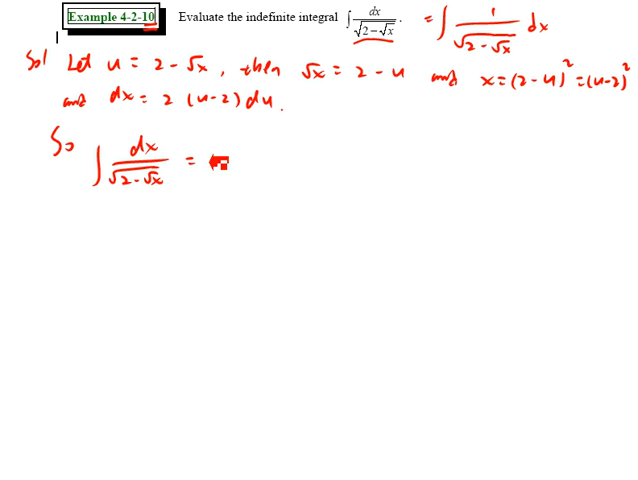 Example 4-2-10 Evaluate the indefinite integral ∫ dx/√(2-√x) . = ∫ 1/√(2-√x) dx
Sol Let u = 2 - √x, then √x = 2 - u and x = (2-u)² = (u-2)²
and dx = 2 (u-2) du.
So
∫ dx/√(2-√x) =